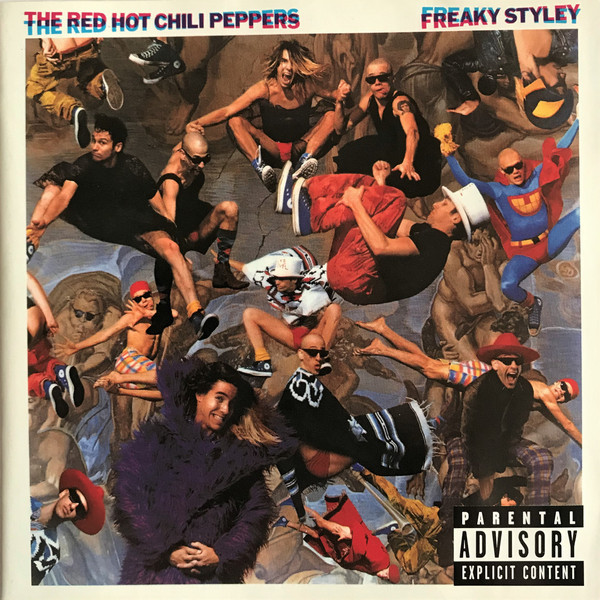 THE RED HOT CHILI PEPPERS
FREAKY STYLEY
PARENTAL
ADVISORY
EXPLICIT CONTENT